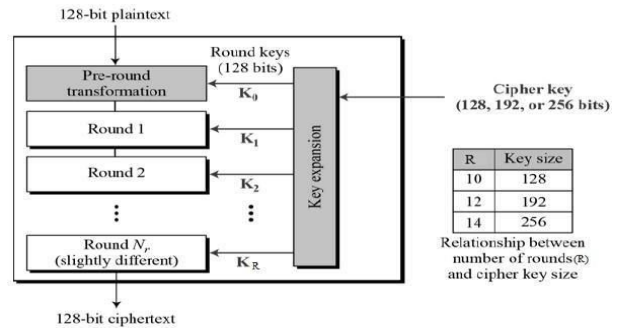 128-bit plaintext
Round keys
(128 bits)
Pre-round
transformation
K₀
Cipher key
(128, 192, or 256 bits)
Round 1
K₁
Round 2
K₂
Key expansion
Round Nᵣ
(slightly different)
K_R
128-bit ciphertext
R Key size
10 128
12 192
14 256
Relationship between
number of rounds(R)
and cipher key size